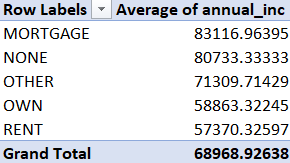 Row Labels Average of annual_inc
MORTGAGE 83116.96395
NONE 80733.33333
OTHER 71309.71429
OWN 58863.32245
RENT 57370.32597
Grand Total 68968.92638